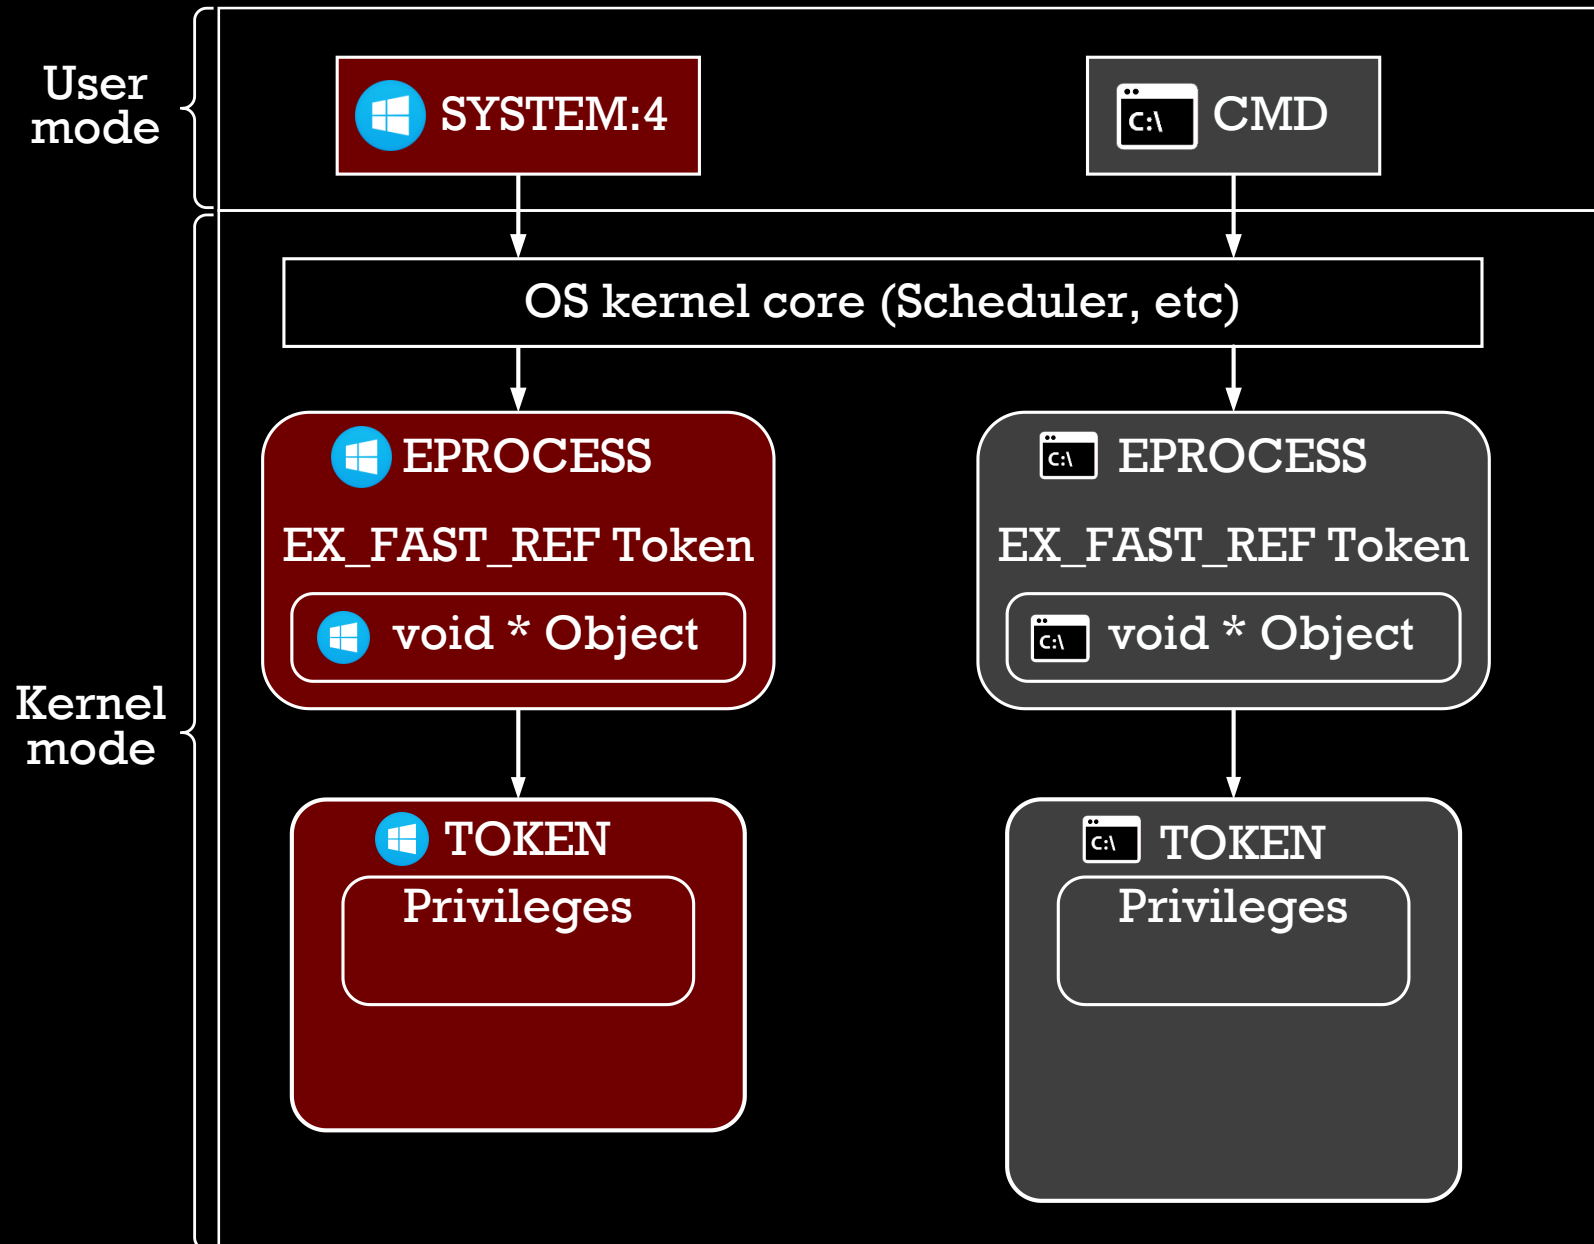 User
mode
SYSTEM:4
C:\ CMD
OS kernel core (Scheduler, etc)
EPROCESS
EX_FAST_REF Token
void * Object
C:\ EPROCESS
EX_FAST_REF Token
C:\ void * Object
Kernel
mode
TOKEN
Privileges
C:\ TOKEN
Privileges